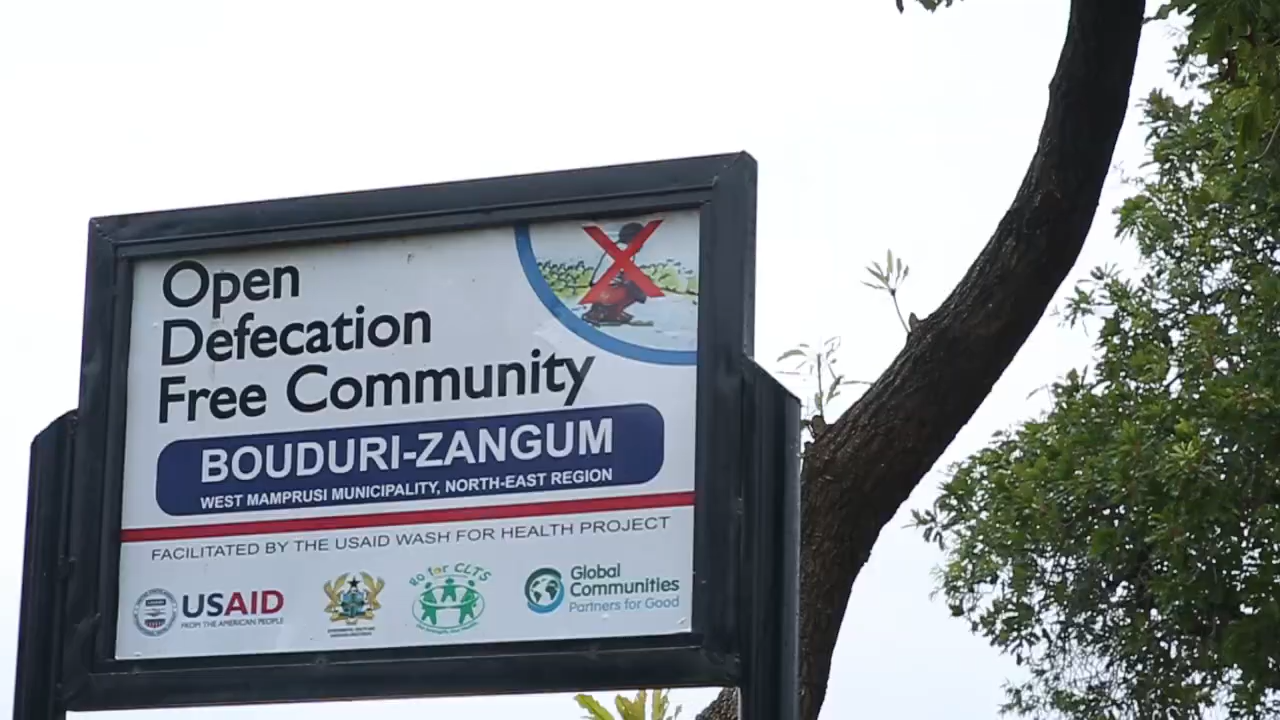 Open
Defecation
Free Community
BOUDURI-ZANGUM
WEST MAMPRUSI MUNICIPALITY, NORTH-EAST REGION
FACILITATED BY THE USAID WASH FOR HEALTH PROJECT
USAID
FROM THE AMERICAN PEOPLE
go for CLTS
Global
Communities
Partners for Good